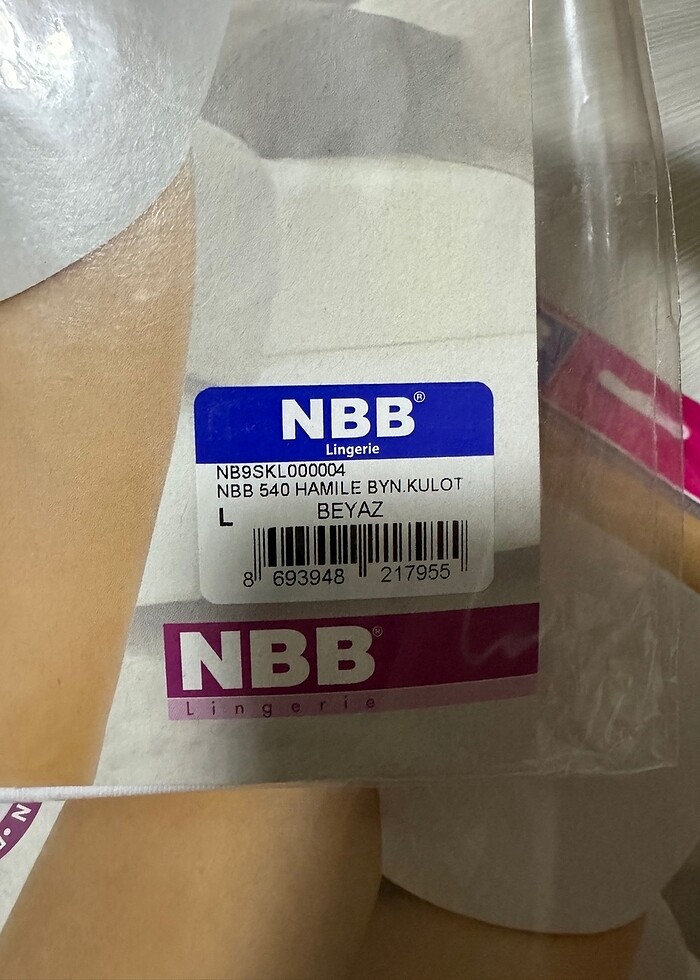 NBB®
Lingerie
NB9SKL000004
NBB 540 HAMILE BYN.KULOT
L BEYAZ
8 693948 217955
NBB®
Lingerie